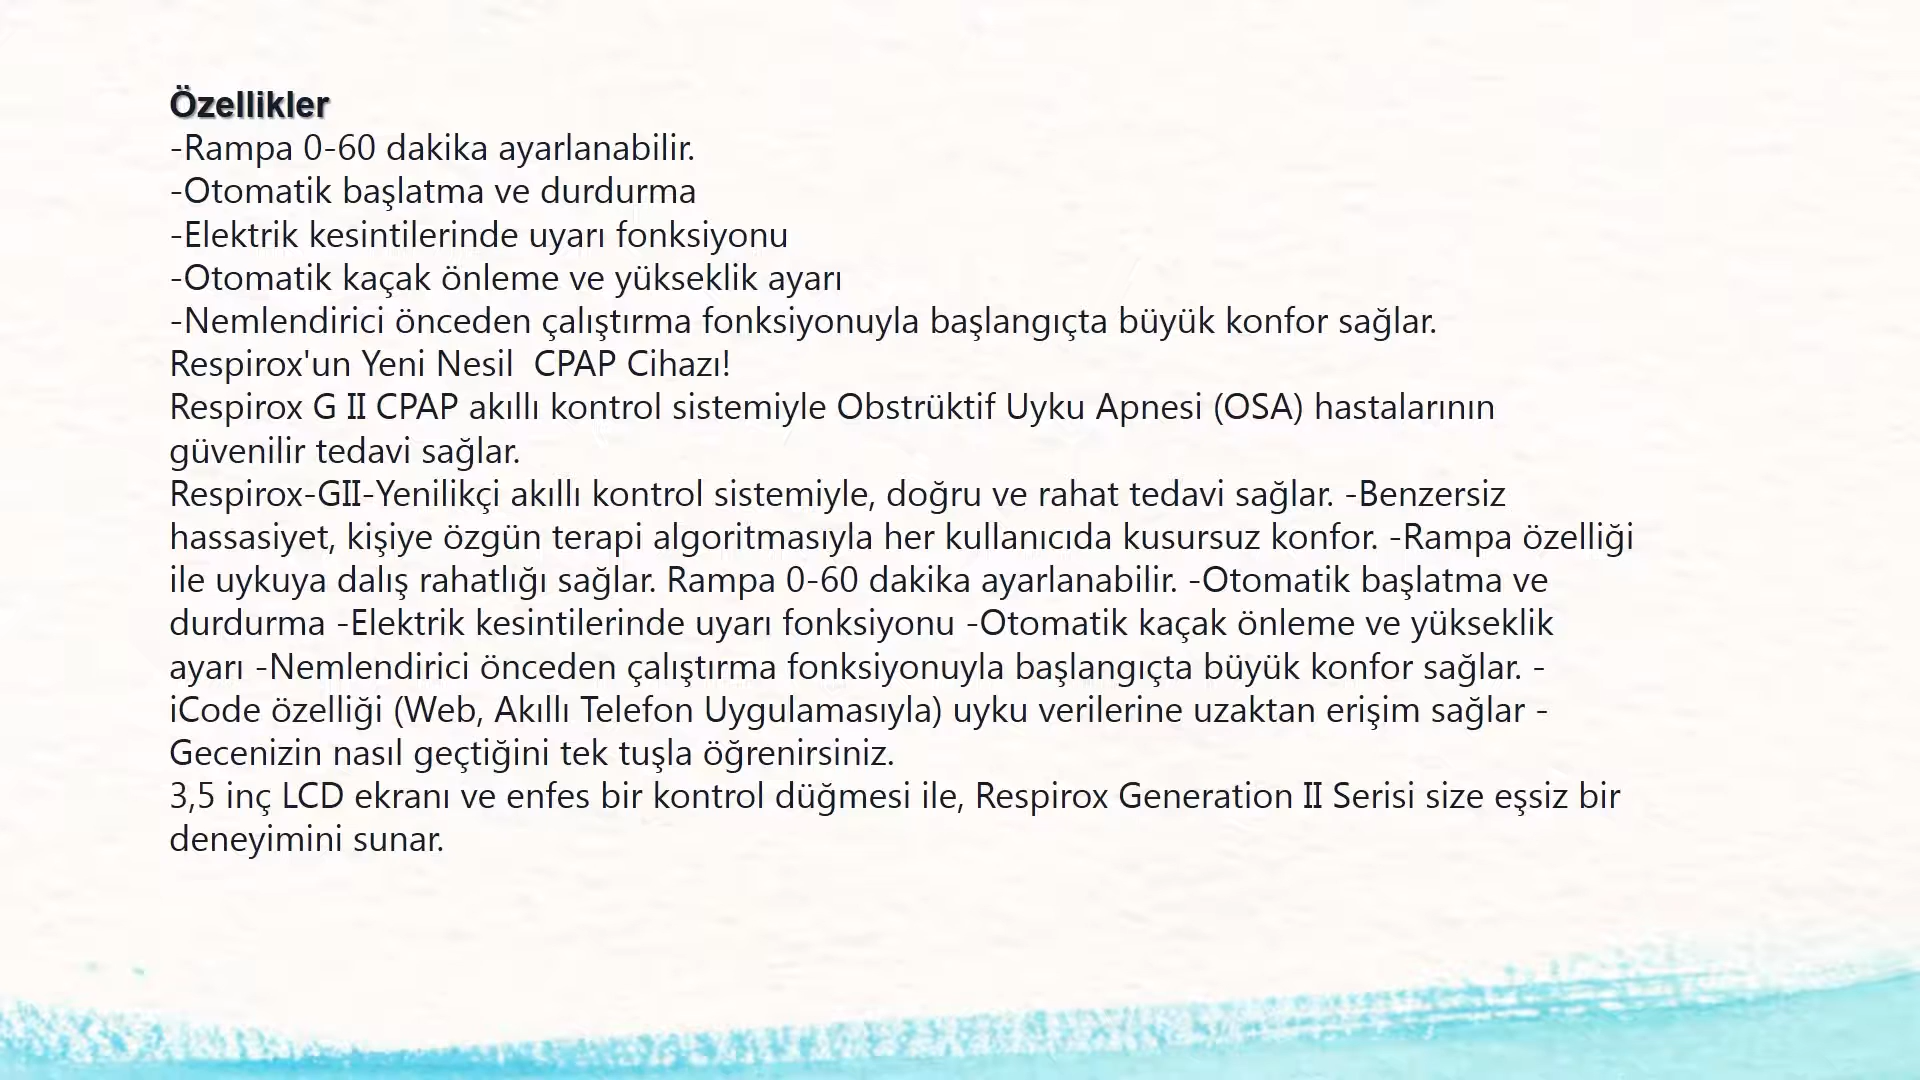 Özellikler
-Rampa 0-60 dakika ayarlanabilir.
-Otomatik başlatma ve durdurma
-Elektrik kesintilerinde uyarı fonksiyonu
-Otomatik kaçak önleme ve yükseklik ayarı
-Nemlendirici önceden çalıştırma fonksiyonuyla başlangıçta büyük konfor sağlar.
Respirox'un Yeni Nesil  CPAP Cihazı!
Respirox G II CPAP akıllı kontrol sistemiyle Obstrüktif Uyku Apnesi (OSA) hastalarının
güvenilir tedavi sağlar.
Respirox-GII-Yenilikçi akıllı kontrol sistemiyle, doğru ve rahat tedavi sağlar. -Benzersiz
hassasiyet, kişiye özgün terapi algoritmasıyla her kullanıcıda kusursuz konfor. -Rampa özelliği
ile uykuya dalış rahatlığı sağlar. Rampa 0-60 dakika ayarlanabilir. -Otomatik başlatma ve
durdurma -Elektrik kesintilerinde uyarı fonksiyonu -Otomatik kaçak önleme ve yükseklik
ayarı -Nemlendirici önceden çalıştırma fonksiyonuyla başlangıçta büyük konfor sağlar. -
iCode özelliği (Web, Akıllı Telefon Uygulamasıyla) uyku verilerine uzaktan erişim sağlar -
Gecenizin nasıl geçtiğini tek tuşla öğrenirsiniz.
3,5 inç LCD ekranı ve enfes bir kontrol düğmesi ile, Respirox Generation II Serisi size eşsiz bir
deneyimini sunar.